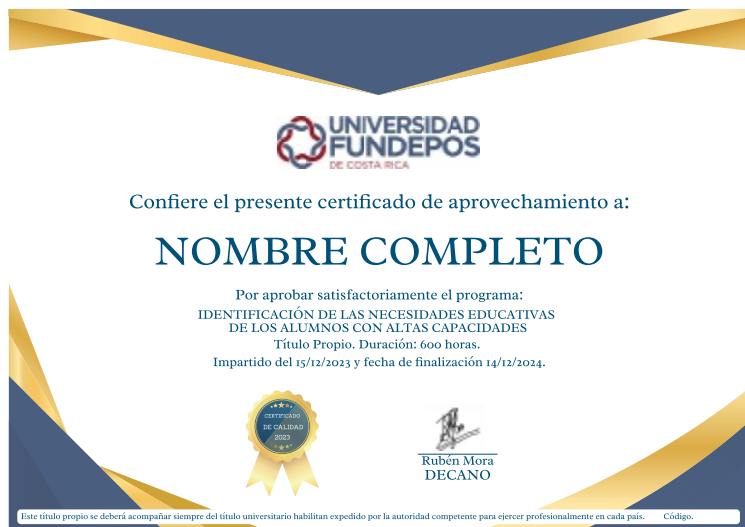 UNIVERSIDAD
FUNDEPOS
DE COSTA RICA
Confiere el presente certificado de aprovechamiento a:
NOMBRE COMPLETO
Por aprobar satisfactoriamente el programa:
IDENTIFICACIÓN DE LAS NECESIDADES EDUCATIVAS
DE LOS ALUMNOS CON ALTAS CAPACIDADES
Título Propio. Duración: 600 horas.
Impartido del 15/12/2023 y fecha de finalización 14/12/2024.
CERTIFICADO
DE CALIDAD
2023
Rubén Mora
DECANO
Este título propio se deberá acompañar siempre del título universitario habilitan expedido por la autoridad competente para ejercer profesionalmente en cada país. Código.